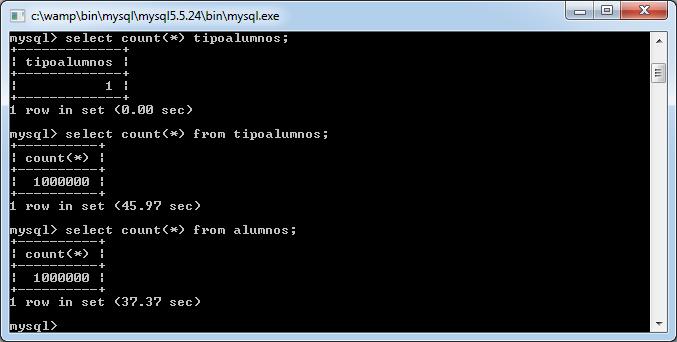 c:\wamp\bin\mysql\mysql5.5.24\bin\mysql.exe
mysql> select count(*) tipoalumnos;
+-------------+
| tipoalumnos |
+-------------+
|           1 |
+-------------+
1 row in set (0.00 sec)
mysql> select count(*) from tipoalumnos;
+----------+
| count(*) |
+----------+
|  1000000 |
+----------+
1 row in set (45.97 sec)
mysql> select count(*) from alumnos;
+----------+
| count(*) |
+----------+
|  1000000 |
+----------+
1 row in set (37.37 sec)
mysql>